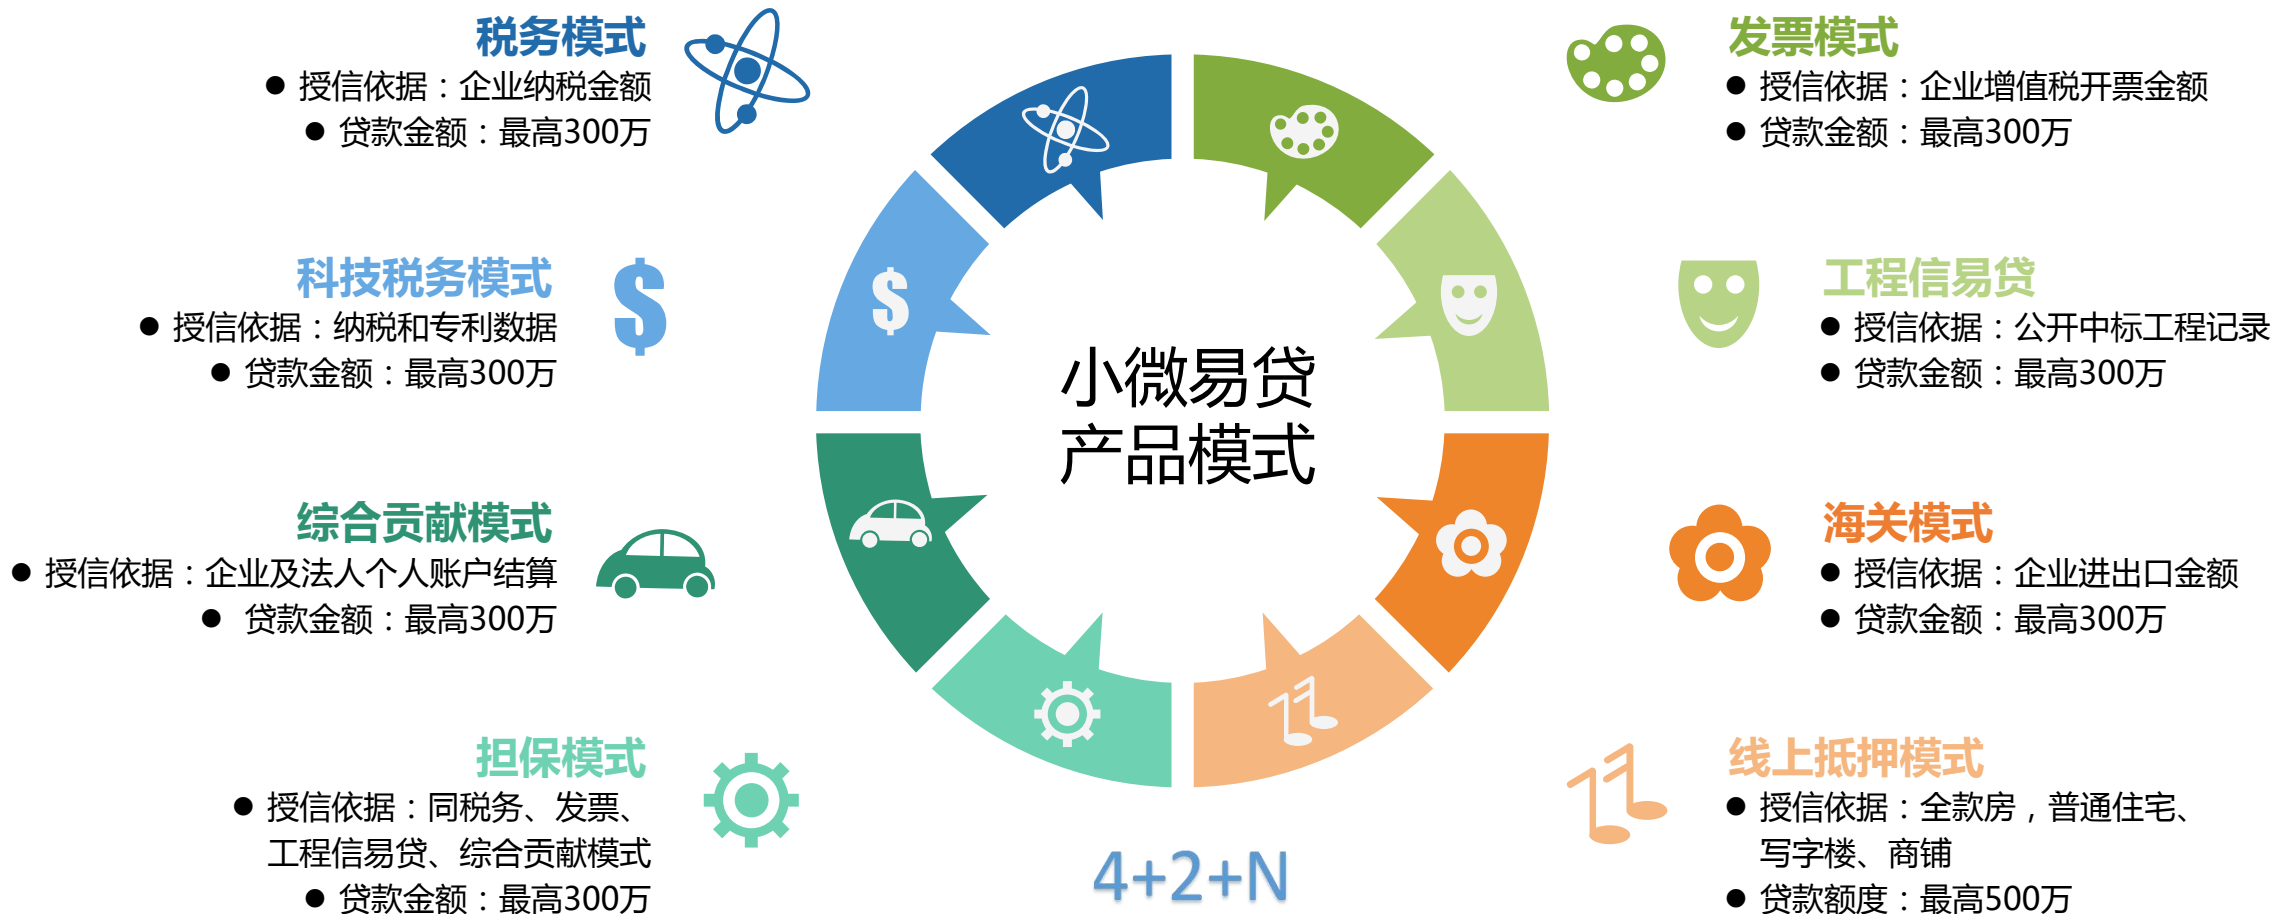 税务模式
● 授信依据：企业纳税金额
● 贷款金额：最高300万
科技税务模式
● 授信依据：纳税和专利数据
● 贷款金额：最高300万
综合贡献模式
● 授信依据：企业及法人个人账户结算
● 贷款金额：最高300万
担保模式
● 授信依据：同税务、发票、
工程信易贷、综合贡献模式
● 贷款金额：最高300万
小微易贷
产品模式
4+2+N
发票模式
● 授信依据：企业增值税开票金额
● 贷款金额：最高300万
工程信易贷
● 授信依据：公开中标工程记录
● 贷款金额：最高300万
海关模式
● 授信依据：企业进出口金额
● 贷款金额：最高300万
线上抵押模式
● 授信依据：全款房，普通住宅、
写字楼、商铺
● 贷款额度：最高500万